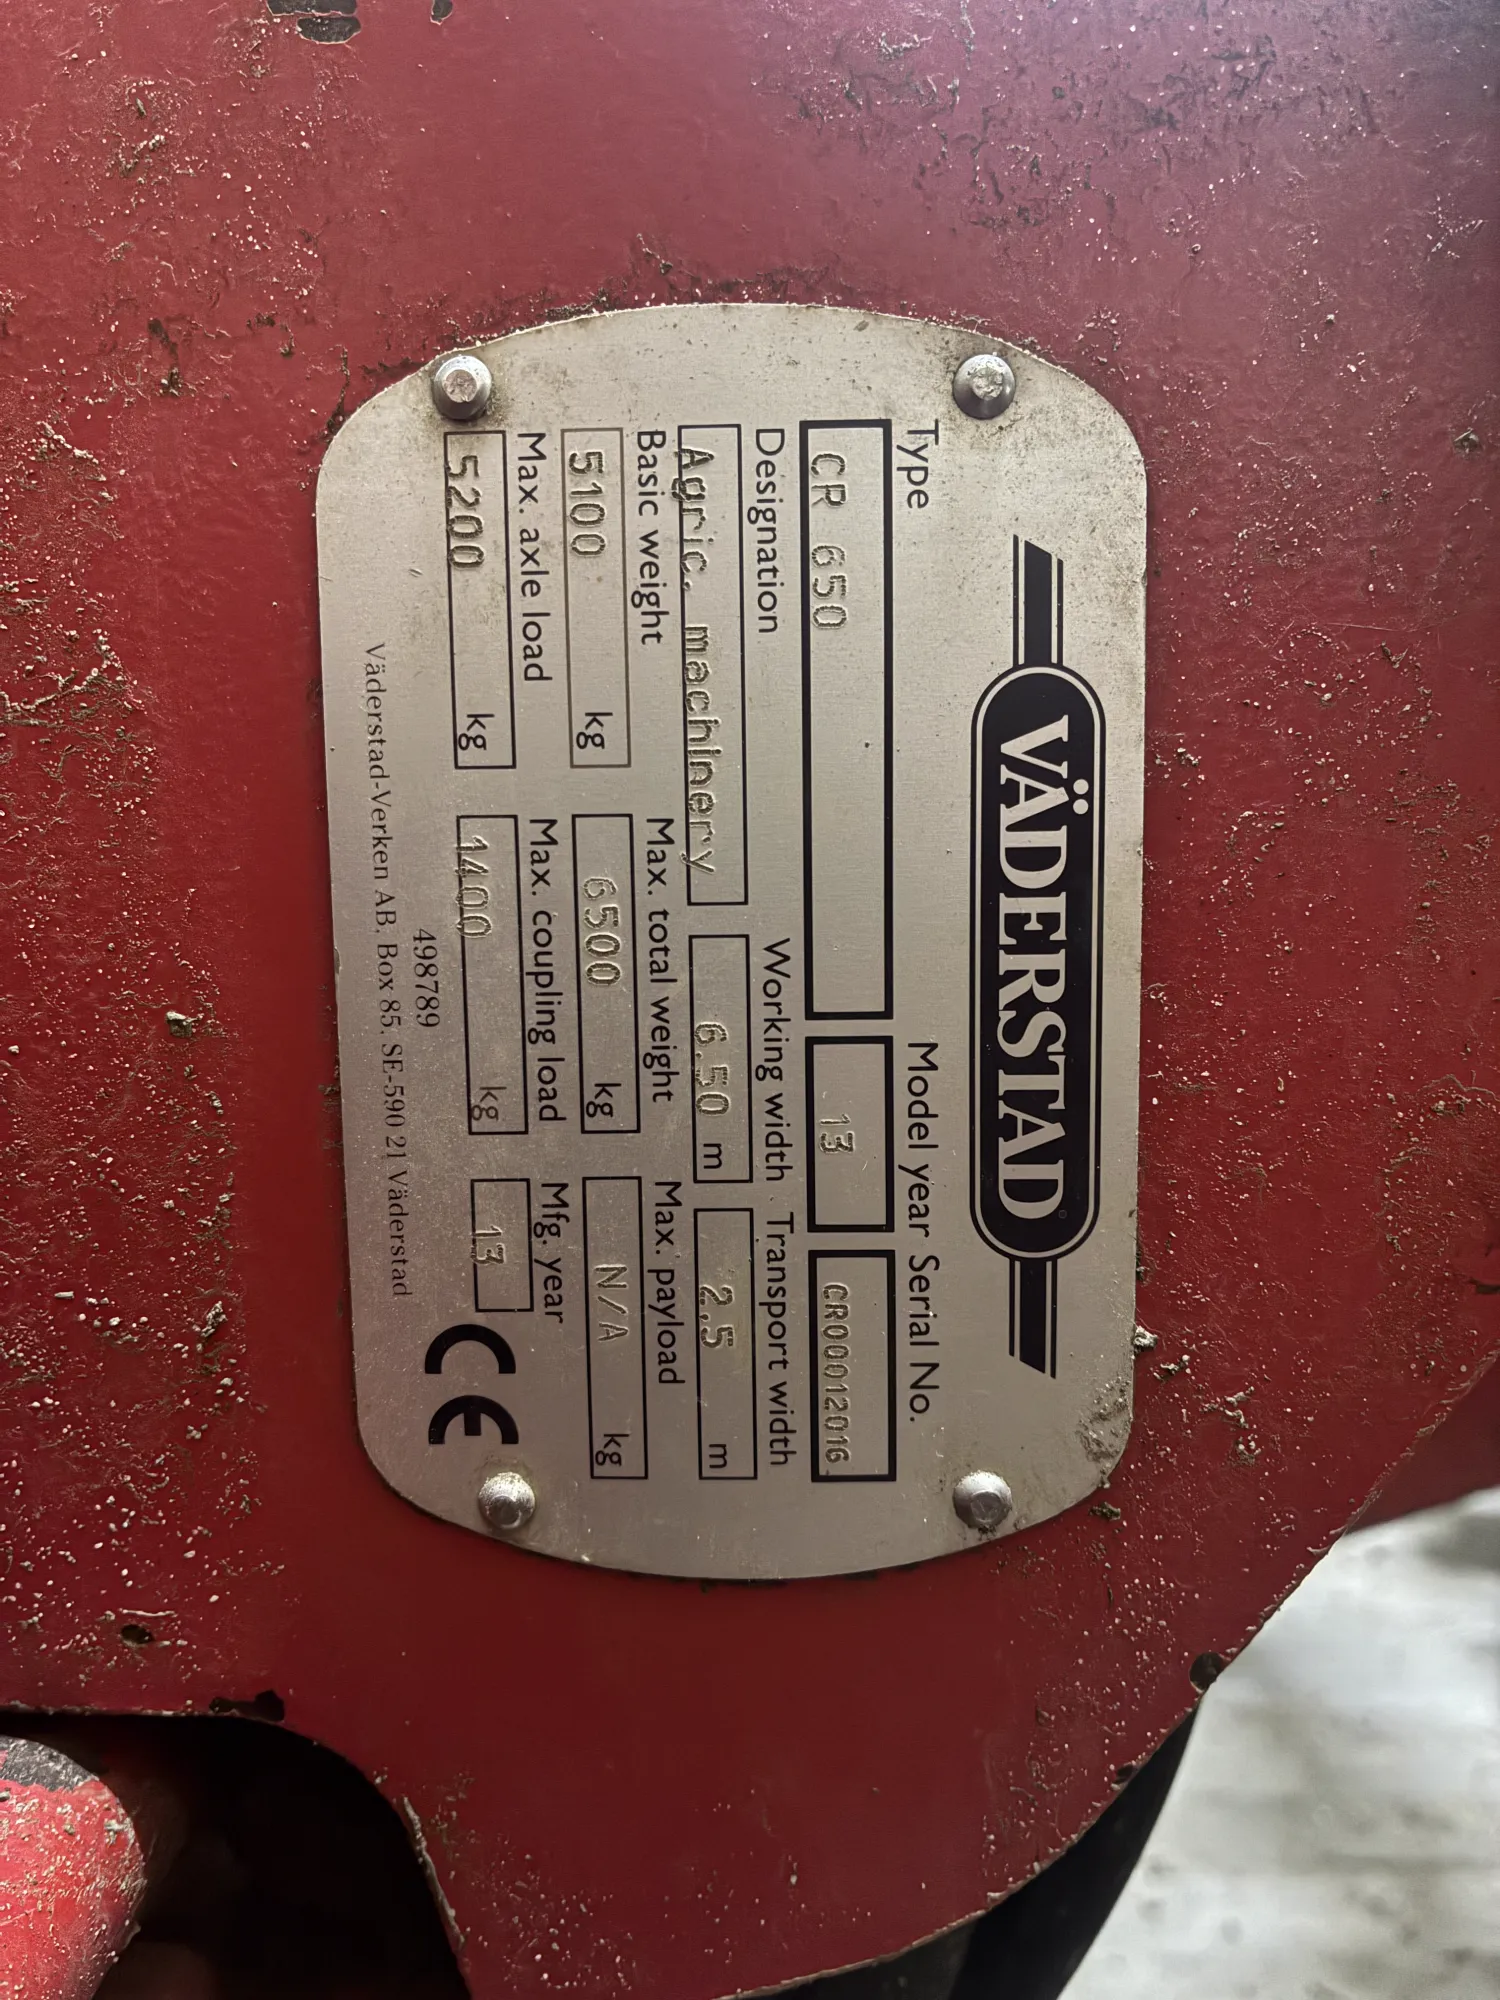 VÄDERSTAD
Type Model year Serial No.
CR 650 13 CR00012016
Designation Working width Transport width
Agric. machinery 6.50 m 2.5 m
Basic weight Max. total weight Max. payload
5100 kg 6500 kg N/A kg
Max. axle load Max. coupling load Mfg. year
5200 kg 1400 kg 13 CE
498789
Väderstad-Verken AB, Box 85, SE-590 21 Väderstad